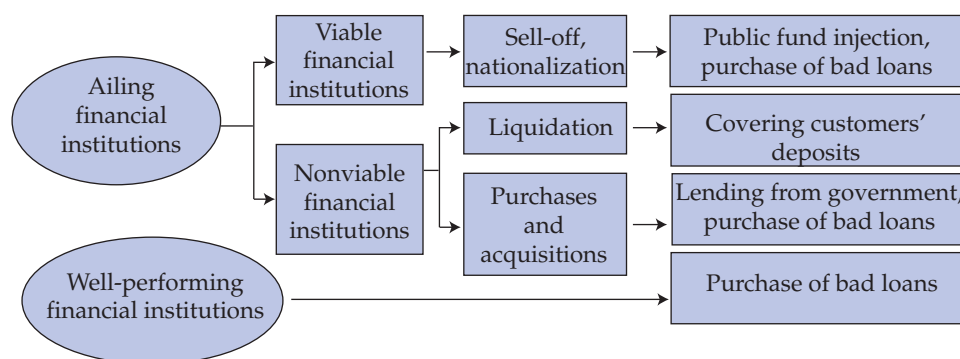 Ailing
financial
institutions
Viable
financial
institutions
Sell-off,
nationalization
Public fund injection,
purchase of bad loans
Nonviable
financial
institutions
Liquidation
Covering customers’
deposits
Purchases
and
acquisitions
Lending from government,
purchase of bad loans
Well-performing
financial institutions
Purchase of bad loans